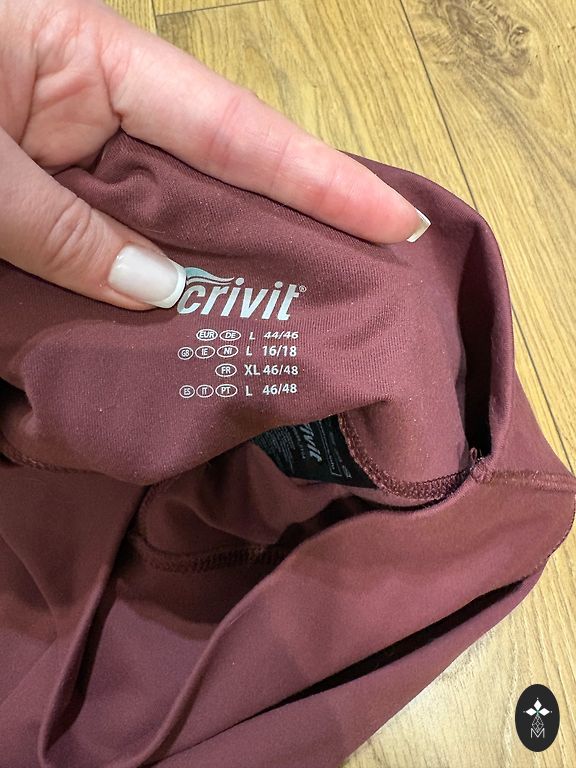 crivit®
EUR DE L 44/46
GB IE NI L 16/18
FR XL 46/48
ES IT PT L 46/48
crivit
M